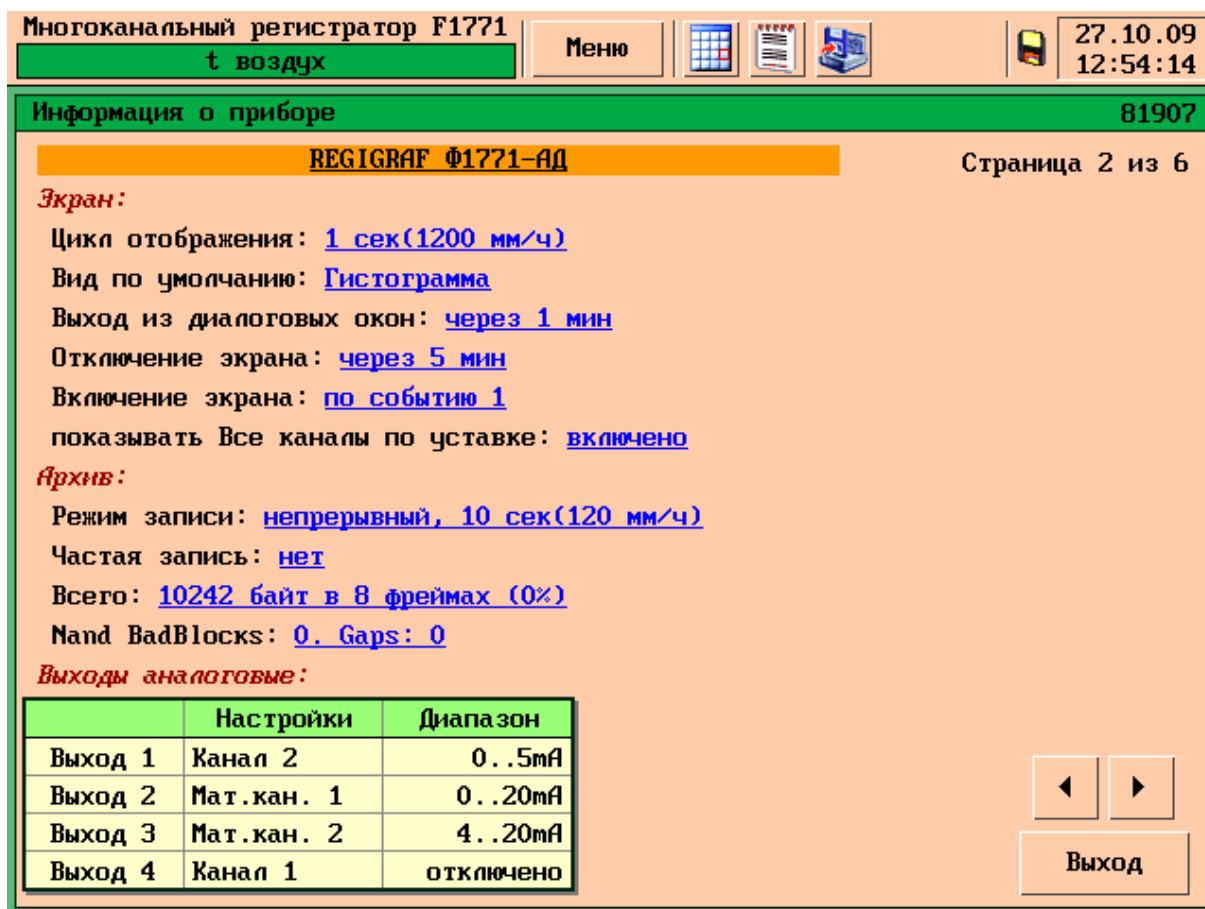 Многоканальный регистратор F1771
t воздух
Меню
27.10.09
12:54:14
Информация о приборе 81907
REGIGRAF Ф1771-АД
Страница 2 из 6
Экран:
Цикл отображения: 1 сек(1200 мм/ч)
Вид по умолчанию: Гистограмма
Выход из диалоговых окон: через 1 мин
Отключение экрана: через 5 мин
Включение экрана: по событию 1
показывать Все каналы по уставке: включено
Архив:
Режим записи: непрерывный, 10 сек(120 мм/ч)
Частая запись: нет
Всего: 10242 байт в 8 фреймах (0%)
Nand BadBlocks: 0. Gaps: 0
Выходы аналоговые:
Настройки Диапазон
Выход 1 Канал 2 0..5mA
Выход 2 Мат.кан. 1 0..20mA
Выход 3 Мат.кан. 2 4..20mA
Выход 4 Канал 1 отключено
Выход